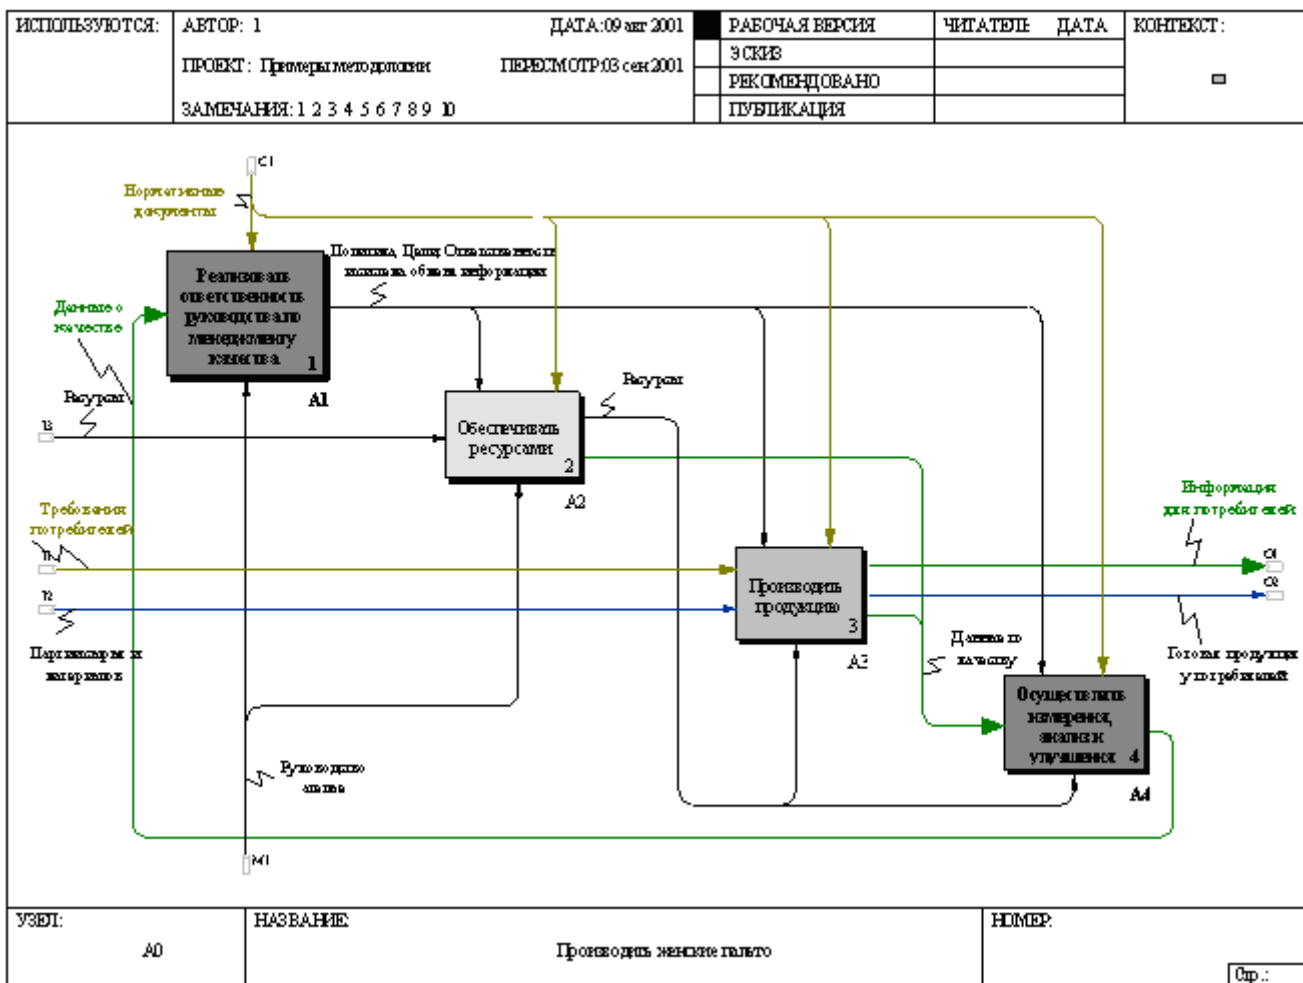 ИСПОЛЬЗУЮТСЯ:
АВТОР: 1
ДАТА:09 авг 2001
ПРОЕКТ: Примеры методологии
ПЕРЕСМОТР:03 сен 2001
ЗАМЕЧАНИЯ: 1 2 3 4 5 6 7 8 9 10
РАБОЧАЯ ВЕРСИЯ
ЭСКИЗ
РЕКОМЕНДОВАНО
ПУБЛИКАЦИЯ
ЧИТАТЕЛЬ ДАТА
КОНТЕКСТ:
C1
Нормативные
документы
Политика, Цели, Ответственность
обмена информации
Реализовать
ответственность
руководства по
менеджменту
качества
1
A1
Данные о
качестве
Ресурсы
I3
Обеспечивать
ресурсами
2
A2
Ресурсы
Требования
потребителей
I1
I2
материалов
Производить
продукцию
3
A3
Информация
для потребителей
O1
O2
Готовая продукция
у потребителей
Данные по
качеству
Осуществлять
измерения,
анализ и
улучшения
4
A4
Руководство
M1
УЗЕЛ:
A0
НАЗВАНИЕ:
Производить женские пальто
НОМЕР:
Стр.: